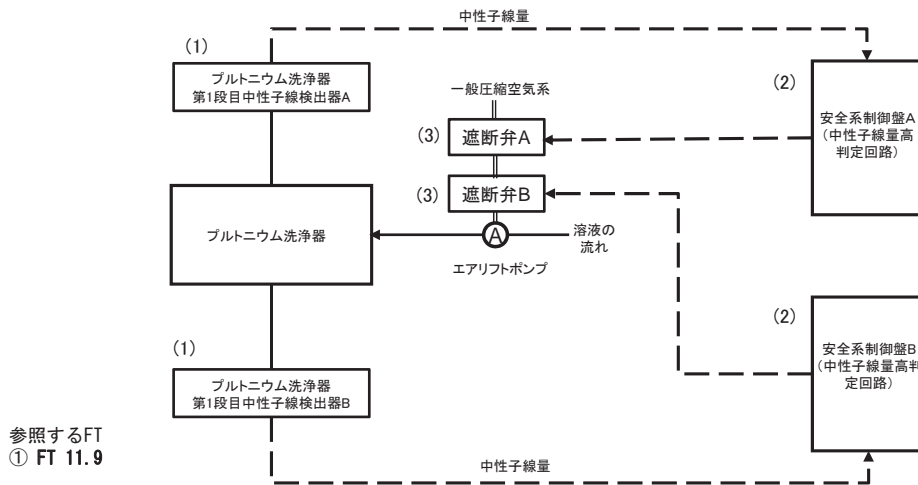 中性子線量
(1)
プルトニウム洗浄器
第1段目中性子線検出器A
一般圧縮空気系
(2)
安全系制御盤A
(中性子線量高
判定回路)
(3)
遮断弁A
(3)
遮断弁B
プルトニウム洗浄器
A
溶液の
流れ
エアリフトポンプ
(2)
安全系制御盤B
(中性子線量高判
定回路)
(1)
プルトニウム洗浄器
第1段目中性子線検出器B
参照するFT
① FT 11.9
中性子線量